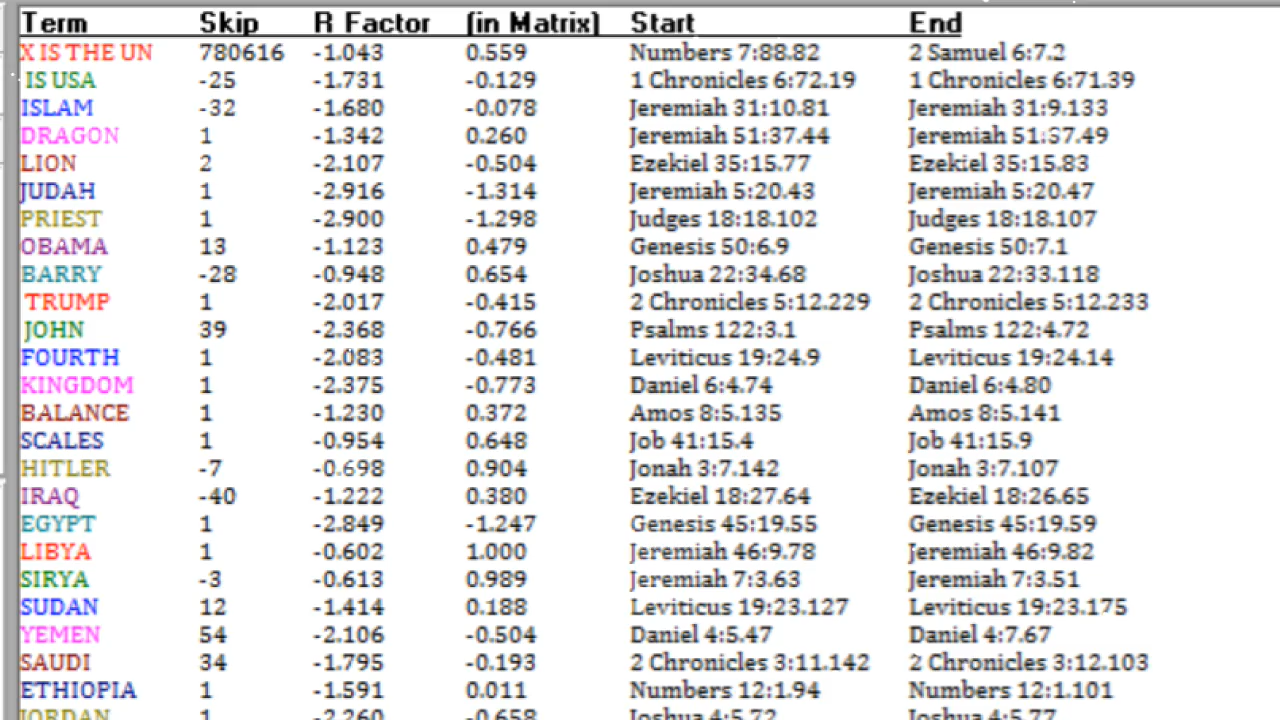 Term Skip R Factor (in Matrix) Start End
X IS THE UN 780616 -1.043 0.559 Numbers 7:88.82 2 Samuel 6:7.2
IS USA -25 -1.731 -0.129 1 Chronicles 6:72.19 1 Chronicles 6:71.39
ISLAM -32 -1.680 -0.078 Jeremiah 31:10.81 Jeremiah 31:9.133
DRAGON 1 -1.342 0.260 Jeremiah 51:37.44 Jeremiah 51:37.49
LION 2 -2.107 -0.504 Ezekiel 35:15.77 Ezekiel 35:15.83
JUDAH 1 -2.916 -1.314 Jeremiah 5:20.43 Jeremiah 5:20.47
PRIEST 1 -2.900 -1.298 Judges 18:18.102 Judges 18:18.107
OBAMA 13 -1.123 0.479 Genesis 50:6.9 Genesis 50:7.1
BARRY -28 -0.948 0.654 Joshua 22:34.68 Joshua 22:33.118
TRUMP 1 -2.017 -0.415 2 Chronicles 5:12.229 2 Chronicles 5:12.233
JOHN 39 -2.368 -0.766 Psalms 122:3.1 Psalms 122:4.72
FOURTH 1 -2.083 -0.481 Leviticus 19:24.9 Leviticus 19:24.14
KINGDOM 1 -2.375 -0.773 Daniel 6:4.74 Daniel 6:4.80
BALANCE 1 -1.230 0.372 Amos 8:5.135 Amos 8:5.141
SCALES 1 -0.954 0.648 Job 41:15.4 Job 41:15.9
HITLER -7 -0.698 0.904 Jonah 3:7.142 Jonah 3:7.107
IRAQ -40 -1.222 0.380 Ezekiel 18:27.64 Ezekiel 18:26.65
EGYPT 1 -2.849 -1.247 Genesis 45:19.55 Genesis 45:19.59
LIBYA 1 -0.602 1.000 Jeremiah 46:9.78 Jeremiah 46:9.82
SIRYA -3 -0.613 0.989 Jeremiah 7:3.63 Jeremiah 7:3.51
SUDAN 12 -1.414 0.188 Leviticus 19:23.127 Leviticus 19:23.175
YEMEN 54 -2.106 -0.504 Daniel 4:5.47 Daniel 4:7.67
SAUDI 34 -1.795 -0.193 2 Chronicles 3:11.142 2 Chronicles 3:12.103
ETHIOPIA 1 -1.591 0.011 Numbers 12:1.94 Numbers 12:1.101
JORDAN 1 -2.260 -0.658 Joshua 4:5.72 Joshua 4:5.77